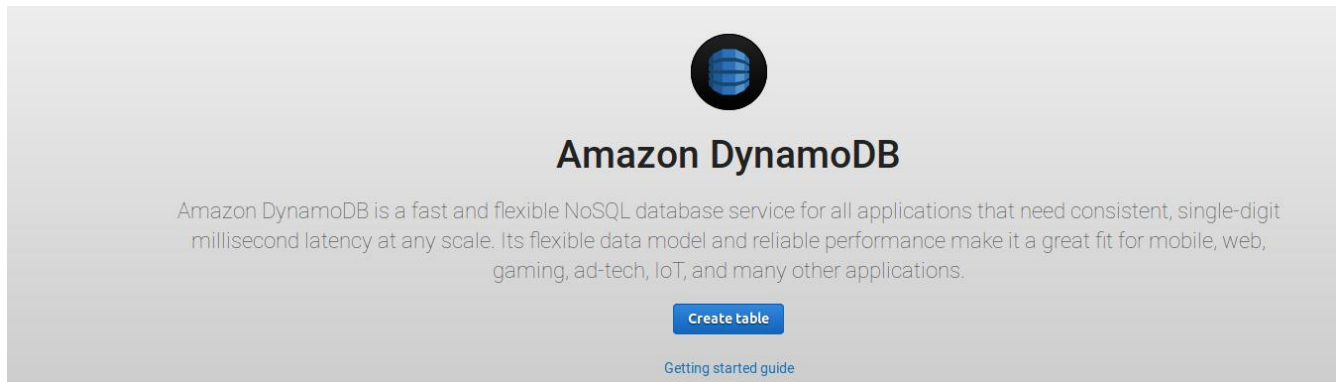 Amazon DynamoDB
Amazon DynamoDB is a fast and flexible NoSQL database service for all applications that need consistent, single-digit
millisecond latency at any scale. Its flexible data model and reliable performance make it a great fit for mobile, web,
gaming, ad-tech, IoT, and many other applications.
Create table
Getting started guide